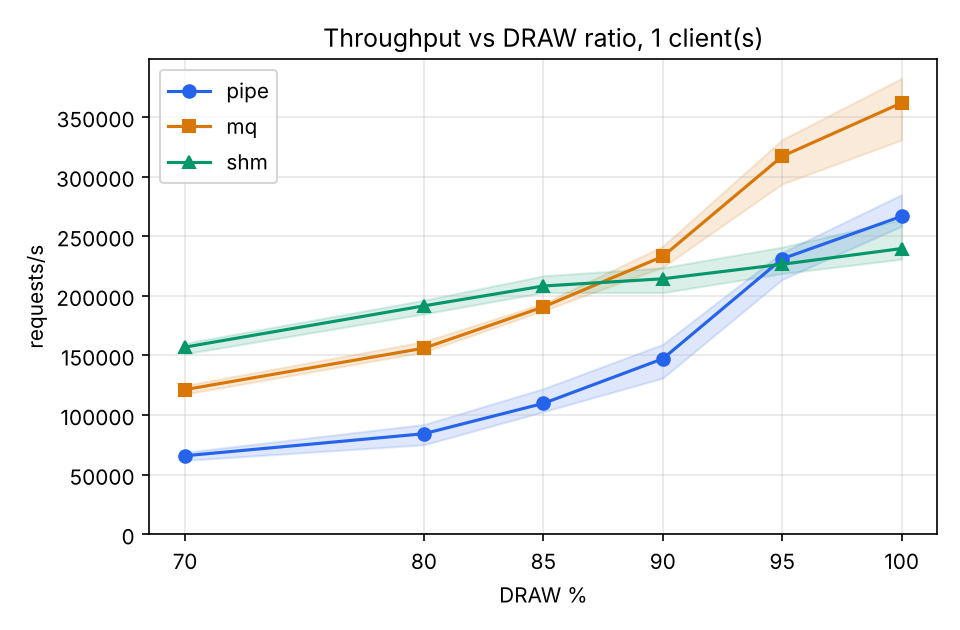 Throughput vs DRAW ratio, 1 client(s)
pipe
mq
shm
350000
300000
250000
200000
150000
100000
50000
0
requests/s
70 80 85 90 95 100
DRAW %